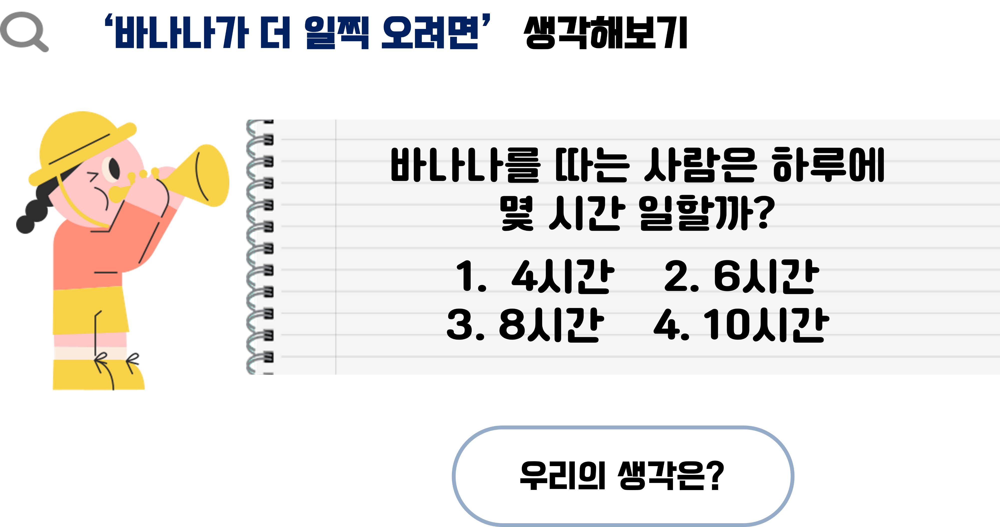 ‘바나나가 더 일찍 오려면’ 생각해보기
바나나를 따는 사람은 하루에
몇 시간 일할까?
1. 4시간 2. 6시간
3. 8시간 4. 10시간
우리의 생각은?